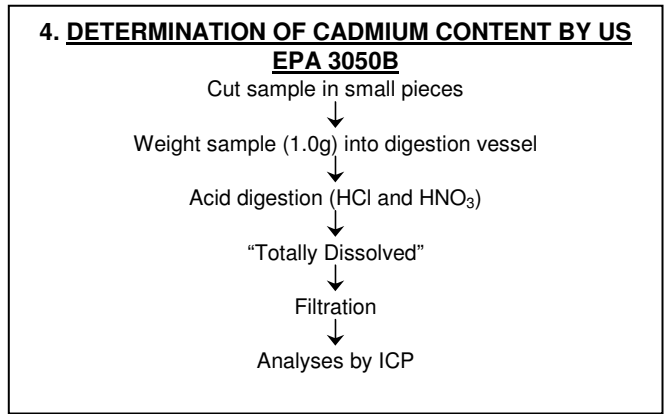 4. DETERMINATION OF CADMIUM CONTENT BY US
EPA 3050B
Cut sample in small pieces
Weight sample (1.0g) into digestion vessel
Acid digestion (HCl and HNO₃)
“Totally Dissolved”
Filtration
Analyses by ICP